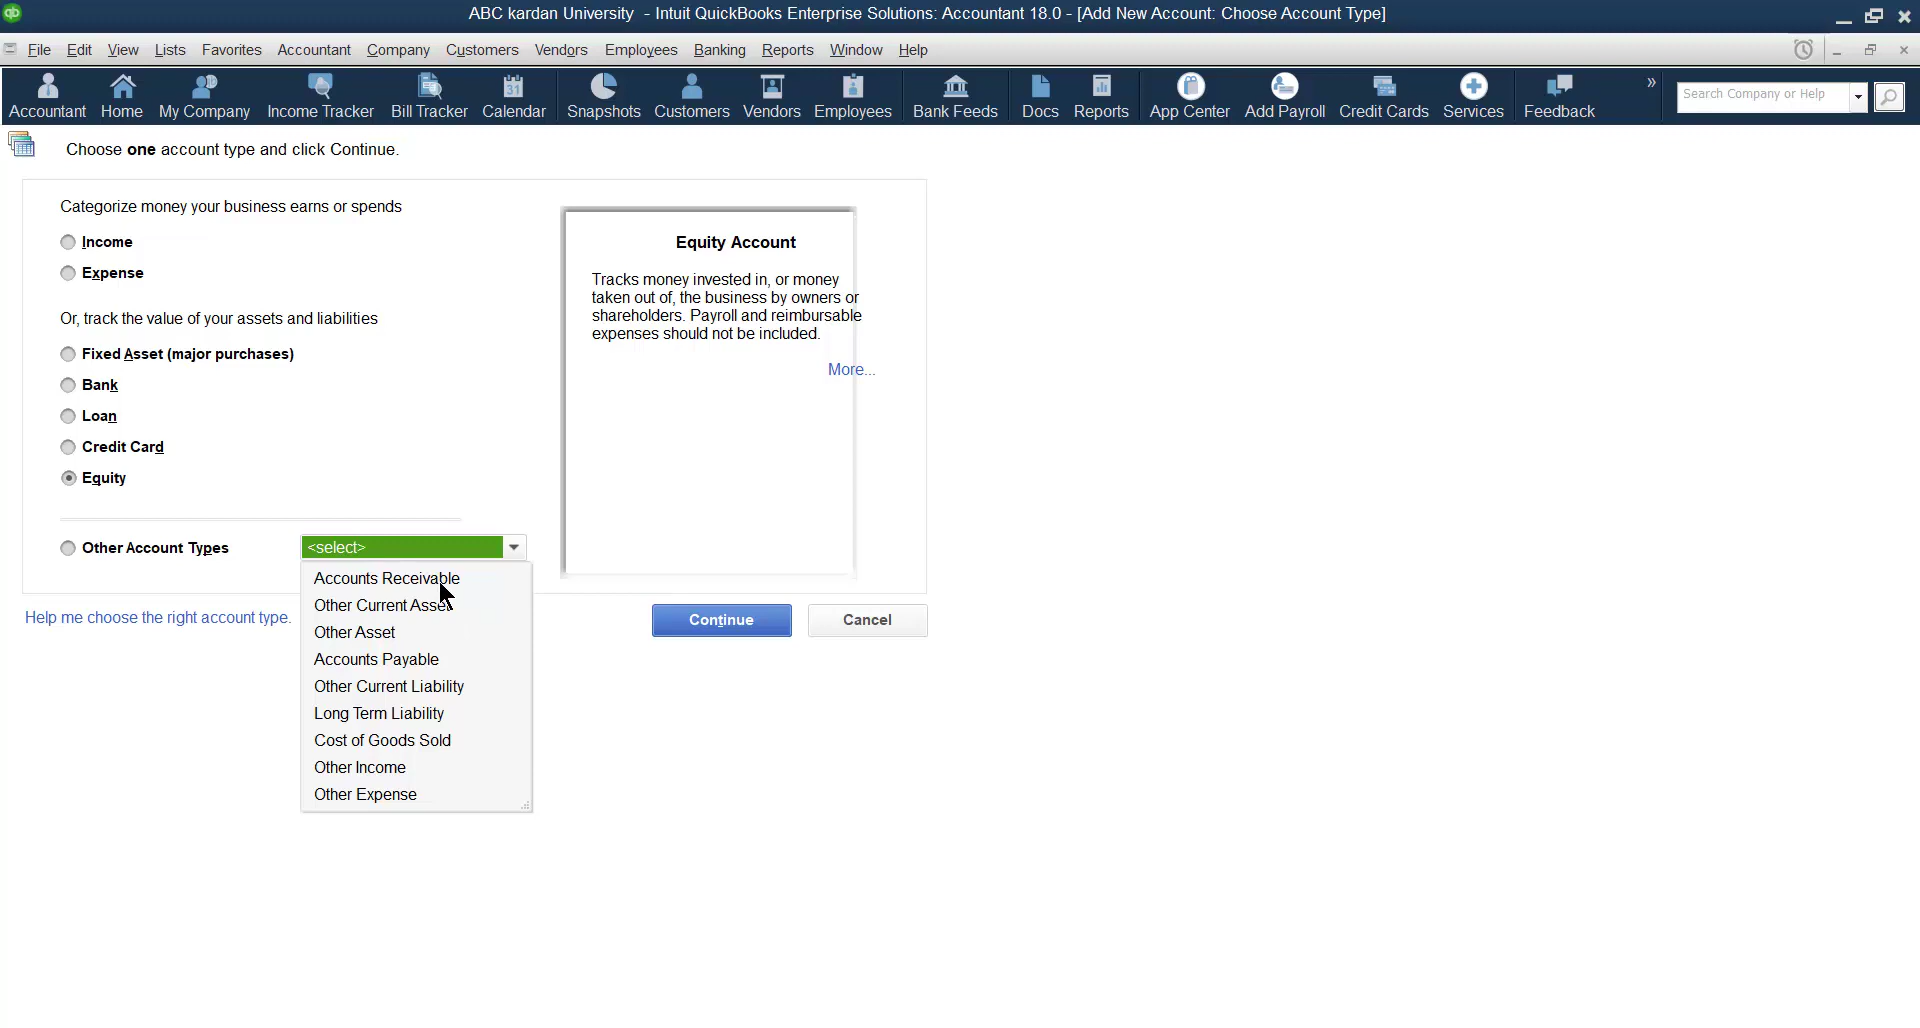 ABC kardan University - Intuit QuickBooks Enterprise Solutions: Accountant 18.0 - [Add New Account: Choose Account Type]
File Edit View Lists Favorites Accountant Company Customers Vendors Employees Banking Reports Window Help
31
Accountant Home My Company Income Tracker Bill Tracker Calendar Snapshots Customers Vendors Employees Bank Feeds Docs Reports App Center Add Payroll Credit Cards Services Feedback » Search Company or Help
Choose one account type and click Continue.
Categorize money your business earns or spends
Income
Expense
Or, track the value of your assets and liabilities
Fixed Asset (major purchases)
Bank
Loan
Credit Card
Equity
Other Account Types <select>
Accounts Receivable
Other Current Asset
Other Asset
Accounts Payable
Other Current Liability
Long Term Liability
Cost of Goods Sold
Other Income
Other Expense
Equity Account
Tracks money invested in, or money
taken out of, the business by owners or
shareholders. Payroll and reimbursable
expenses should not be included.
More...
Help me choose the right account type.
Continue Cancel